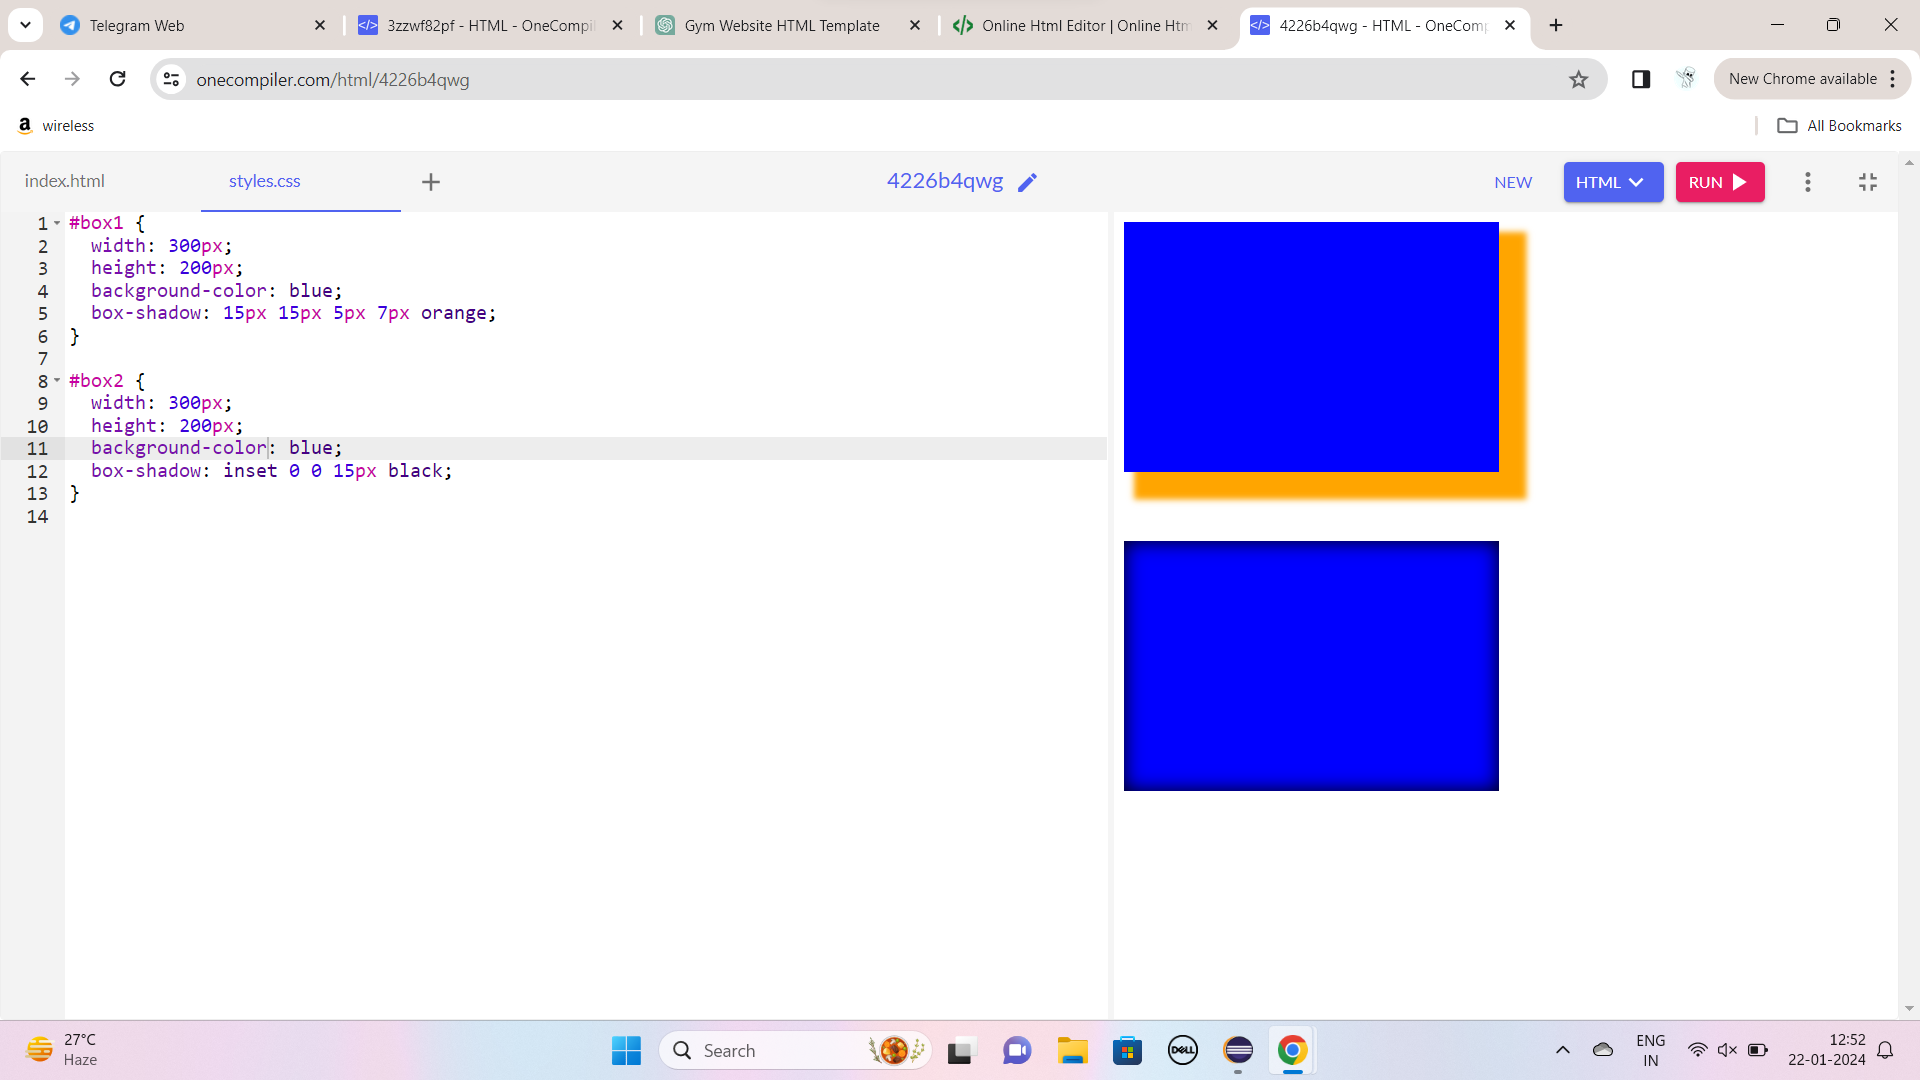 Telegram Web
3zzwf82pf - HTML - OneCompil
Gym Website HTML Template
Online Html Editor | Online Htm
4226b4qwg - HTML - OneComp
onecompiler.com/html/4226b4qwg
New Chrome available
a wireless
All Bookmarks
index.html
styles.css
4226b4qwg
NEW
HTML
RUN
1 #box1 {
2 width: 300px;
3 height: 200px;
4 background-color: blue;
5 box-shadow: 15px 15px 5px 7px orange;
6 }
7
8 #box2 {
9 width: 300px;
10 height: 200px;
11 background-color: blue;
12 box-shadow: inset 0 0 15px black;
13 }
14
27°C
Haze
Search
DELL
ENG
IN
12:52
22-01-2024